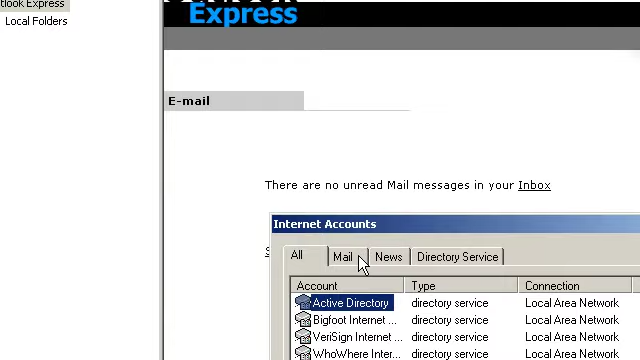 utlook Express
Local Folders
Express
E-mail
There are no unread Mail messages in your Inbox
Internet Accounts
All Mail News Directory Service
Account Type Connection
Active Directory directory service Local Area Network
Bigfoot Internet ... directory service Local Area Network
VeriSign Internet ... directory service Local Area Network
WhoWhere Inter... directory service Local Area Network